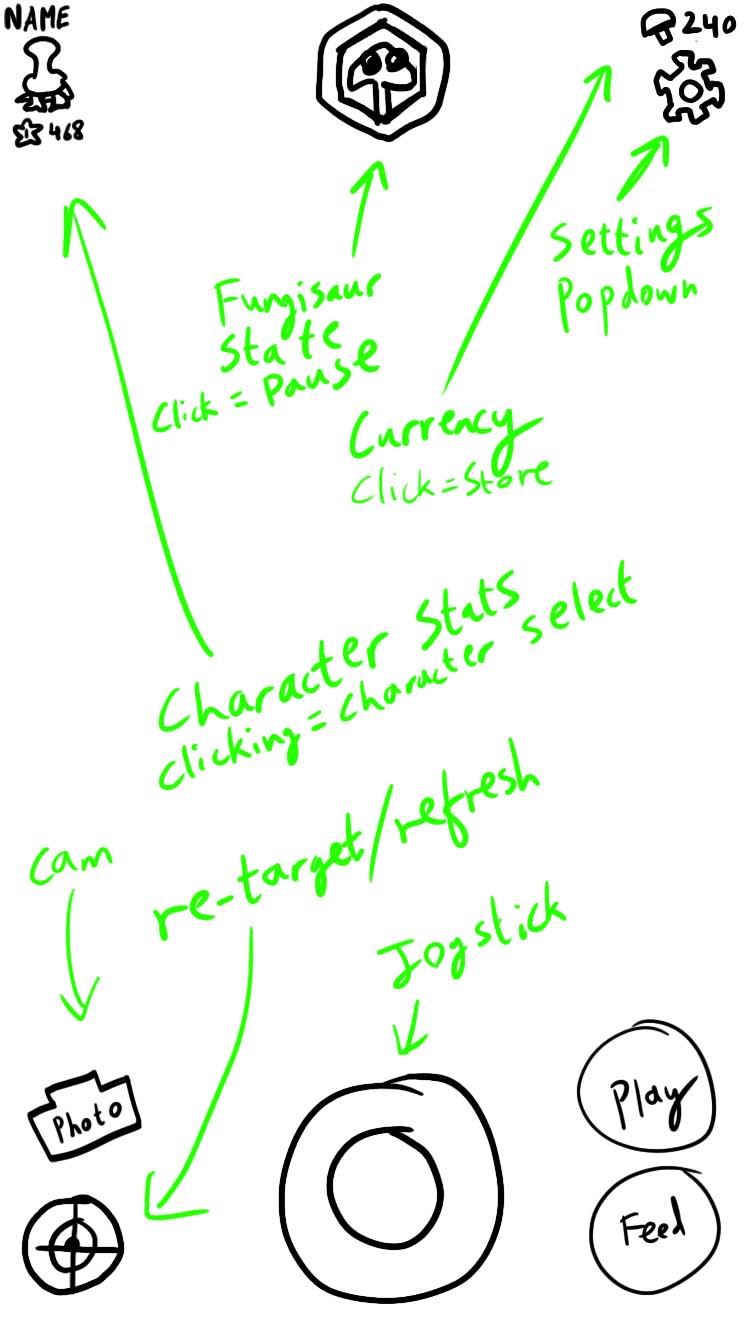 NAME
1 468
240
Settings
Popdown
Fungisaur
State
Click = Pause
Currency
Click = Store
Character Stats
Clicking = Character select
re-target/refresh
Cam
Joystick
Photo
Play
Feed